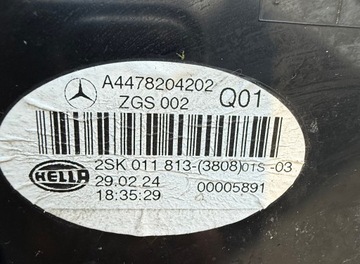 A4478204202
ZGS 002 Q01
2SK 011 813-(3808)0TS-03
HELLA 29.02.24 00005891
18:35:29